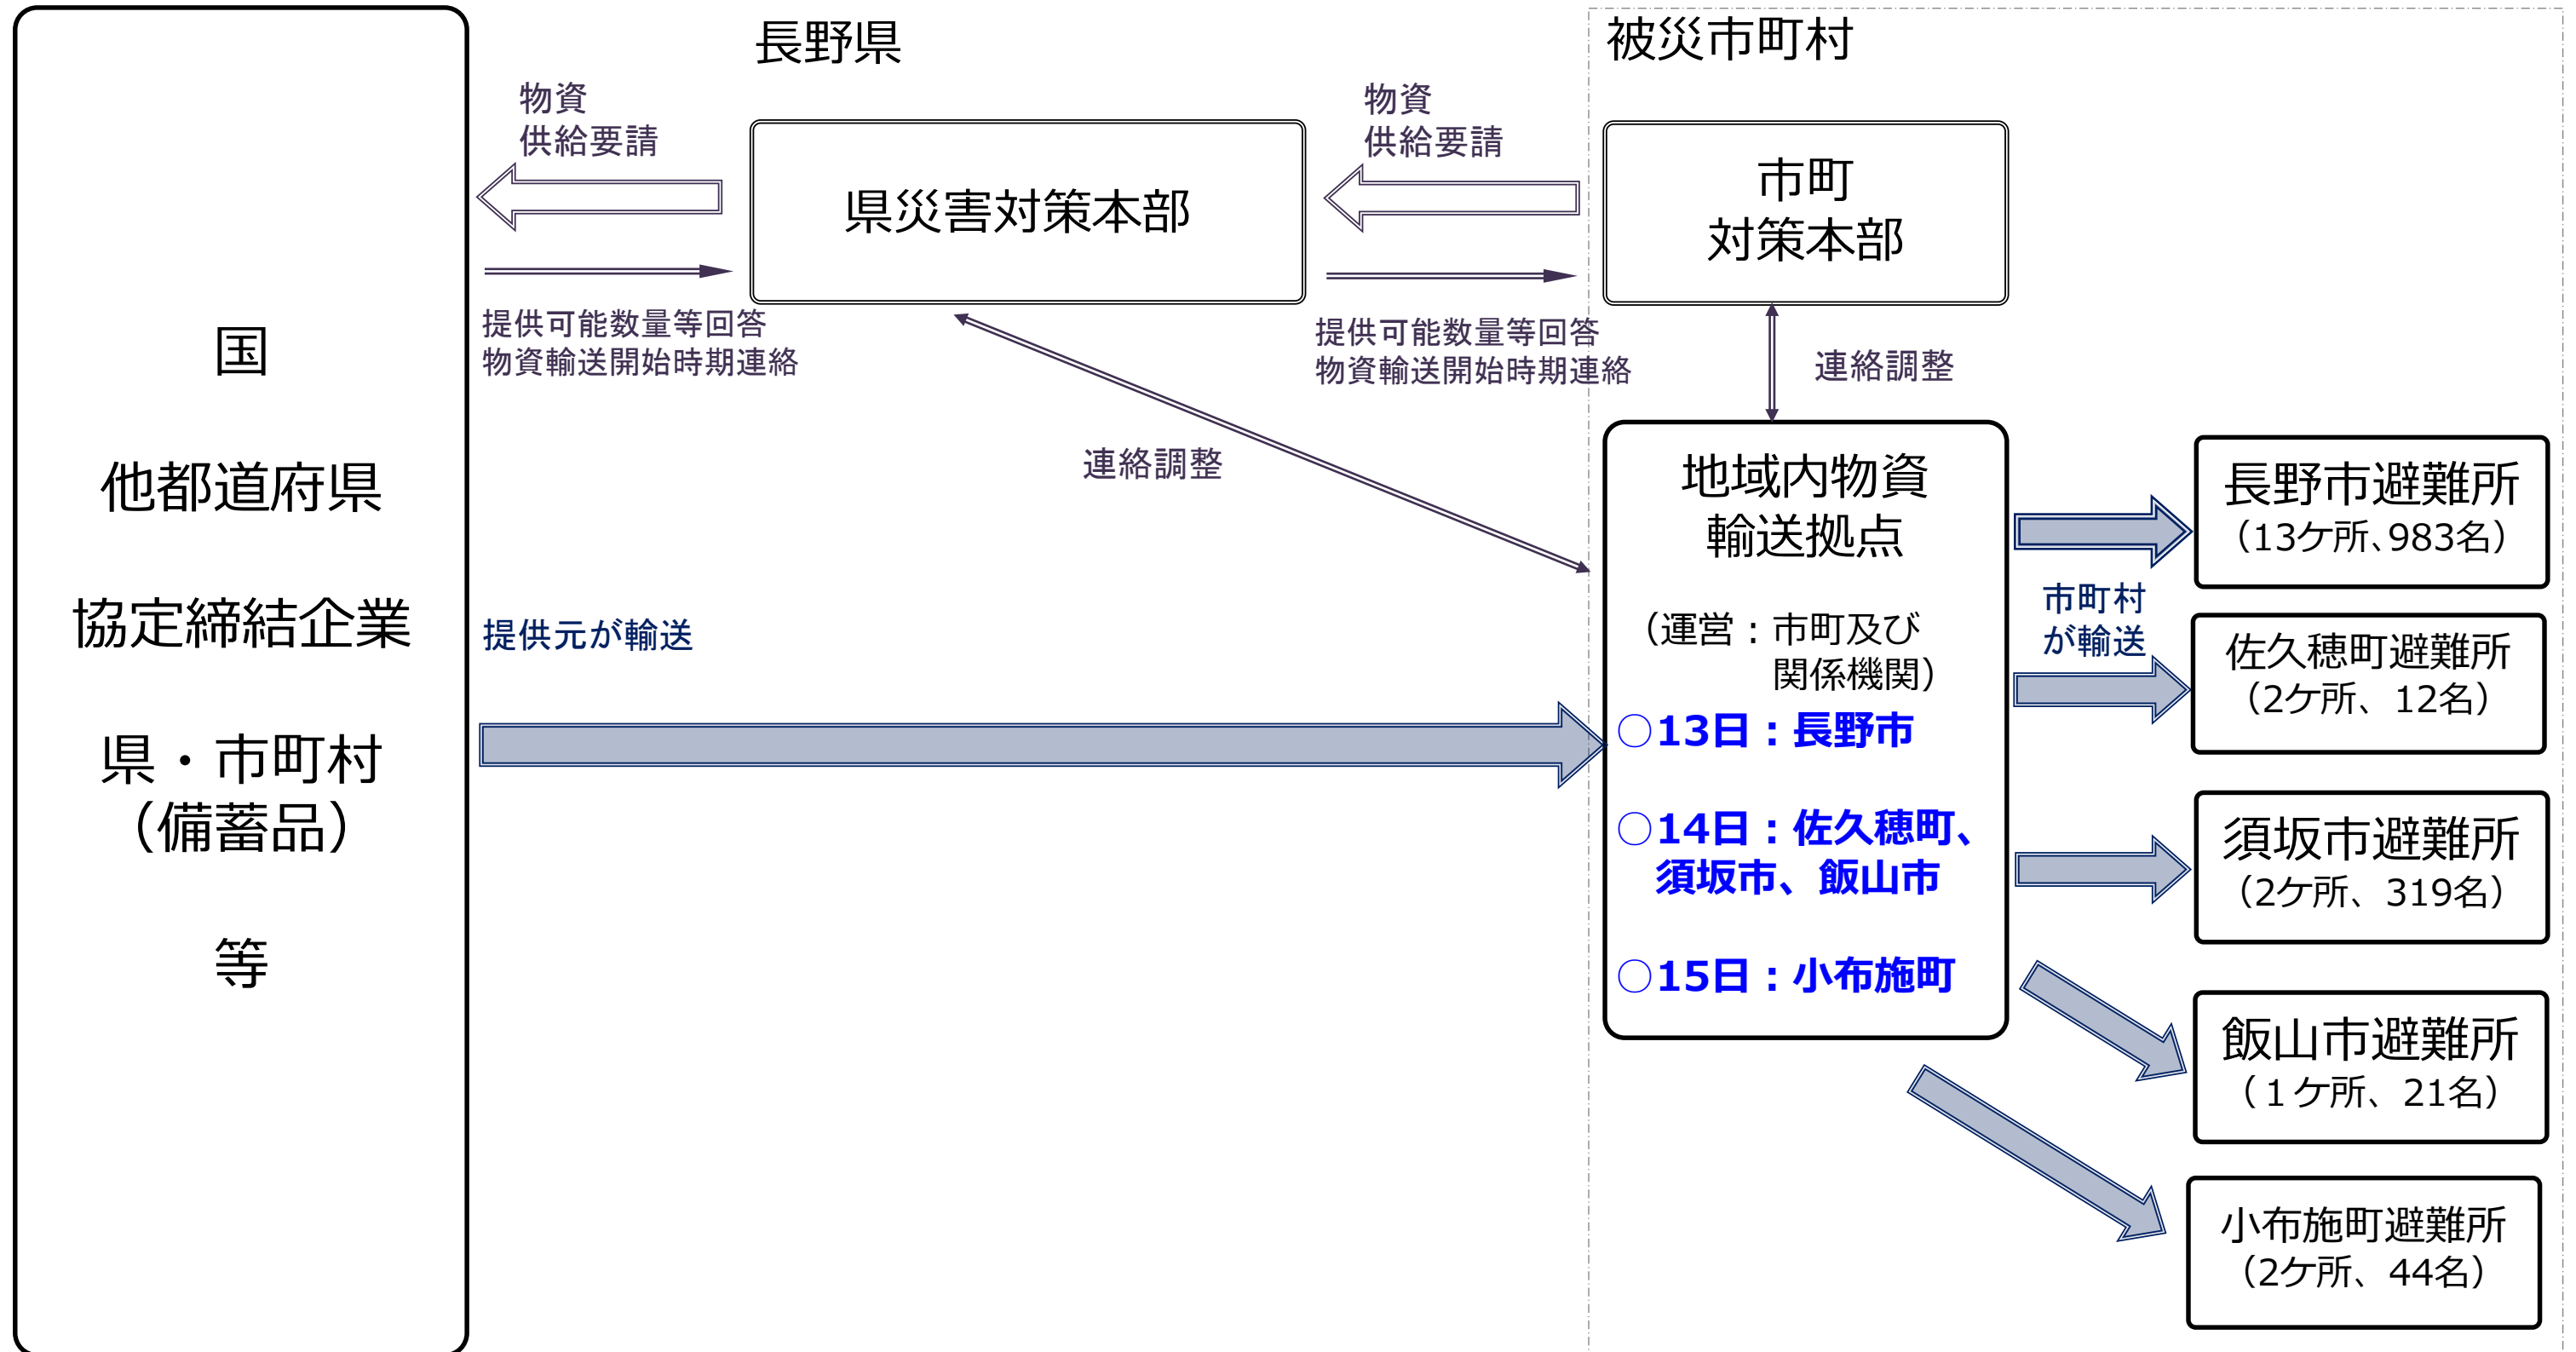 国
他都道府県
協定締結企業
県・市町村
（備蓄品）
等
長野県
物資
供給要請
県災害対策本部
提供可能数量等回答
物資輸送開始時期連絡
物資
供給要請
提供可能数量等回答
物資輸送開始時期連絡
連絡調整
提供元が輸送
被災市町村
市町
対策本部
連絡調整
地域内物資
輸送拠点
（運営：市町及び
関係機関）
○13日：長野市
○14日：佐久穂町、
須坂市、飯山市
○15日：小布施町
市町村
が輸送
長野市避難所
（13ケ所、983名）
佐久穂町避難所
（2ケ所、12名）
須坂市避難所
（2ケ所、319名）
飯山市避難所
（１ケ所、21名）
小布施町避難所
（2ケ所、44名）